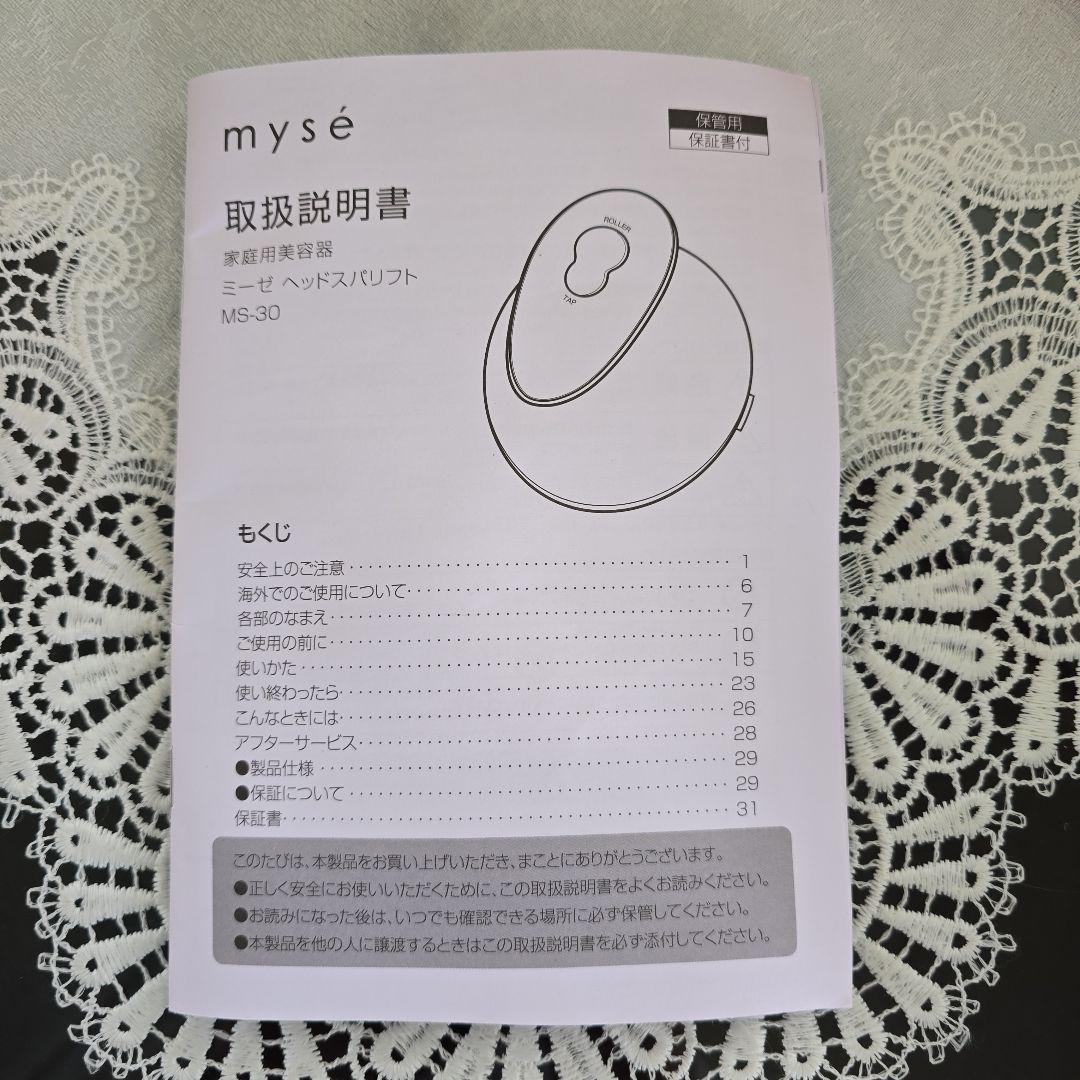 mysé
保管用
保証書付
取扱説明書
家庭用美容器
ミーゼ ヘッドスパリフト
MS-30
ROLLER
TAP
もくじ
安全上のご注意 1
海外でのご使用について 6
各部のなまえ 7
ご使用の前に 10
使いかた 15
使い終わったら 23
こんなときには 26
アフターサービス 28
●製品仕様 29
●保証について 29
保証書 31
このたびは、本製品をお買い上げいただき、まことにありがとうございます。
●正しく安全にお使いいただくために、この取扱説明書をよくお読みください。
●お読みになった後は、いつでも確認できる場所に必ず保管してください。
●本製品を他の人に譲渡するときはこの取扱説明書を必ず添付してください。